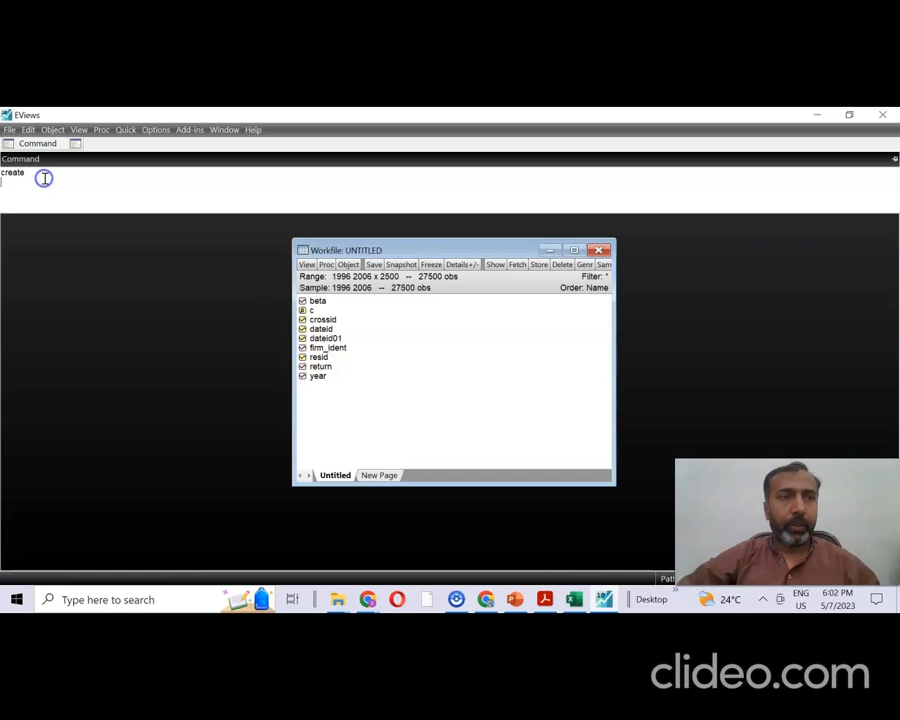 EViews
File Edit Object View Proc Quick Options Add-ins Window Help
Command
Command
create
Workfile: UNTITLED
View Proc Object Save Snapshot Freeze Details+/- Show Fetch Store Delete Genr Sam
Range: 1996 2006 x 2500 -- 27500 obs Filter: *
Sample: 1996 2006 -- 27500 obs Order: Name
beta
c
crossid
dateid
dateid01
firm_ident
resid
return
year
Untitled New Page
Path
Type here to search
Desktop
24°C
ENG
US
6:02 PM
5/7/2023
clideo.com